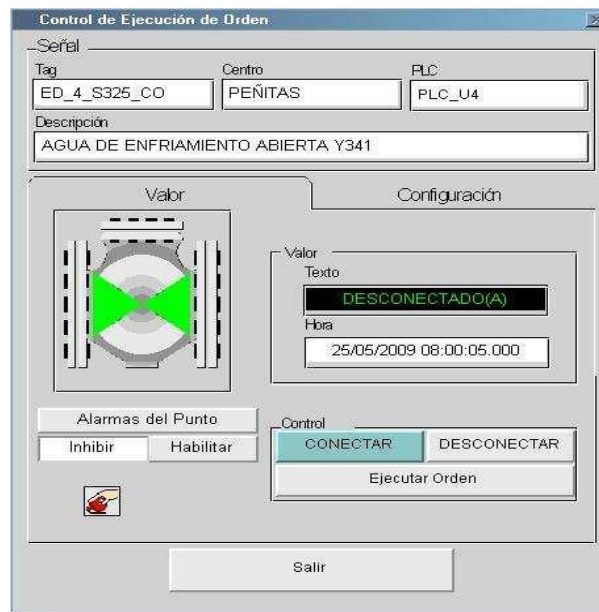 Control de Ejecución de Orden
Señal
Tag Centro PLC
ED_4_S325_CO PEÑITAS PLC_U4
Descripción
AGUA DE ENFRIAMIENTO ABIERTA Y341
Valor Configuración
Valor
Texto
DESCONECTADO(A)
Hora
25/05/2009 08:00:05.000
Alarmas del Punto
Inhibir Habilitar
Control
CONECTAR DESCONECTAR
Ejecutar Orden
Salir